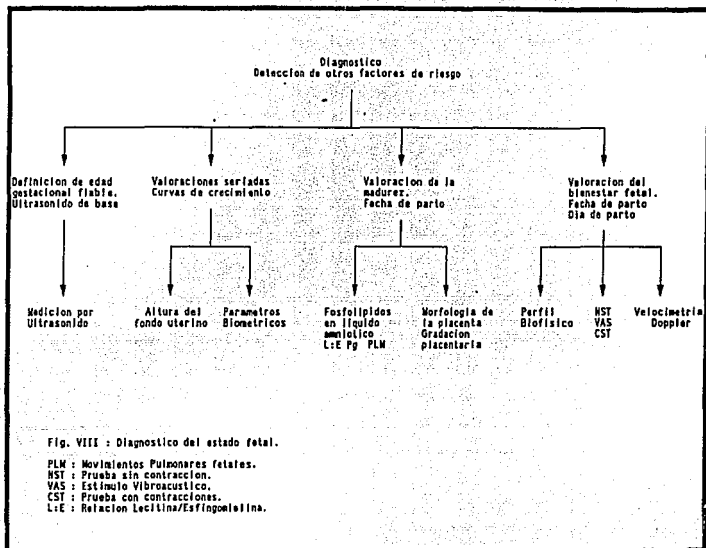 Diagnostico
Deteccion de otros factores de riesgo
Definicion de edad
gestacional fiable.
Ultrasonido de base
Valoraciones seriadas
Curvas de crecimiento
Valoracion da la
madurez.
Fecha de parto
Valoracion del
bienestar fetal.
Fecha de parto
Dia de parto
Medicion por
Ultrasonido
Altura del
fondo uterino
Parametros
Biometricos
Fosfolipidos
en liquido
amniotico
L:E Pg PLM
Morfologia de
la placenta
Gradacion
placentaria
Perfil
Biofisico
NST
VAS
CST
Velocimetria
Doppler
Fig. VIII : Diagnostico del estado fetal.
PLM : Movimientos Pulmonares fetales.
NST : Prueba sin contraccion.
VAS : Estimulo Vibroacustico.
CST : Prueba con contracciones.
L:E : Relacion Lecitina/Esfingomielina.